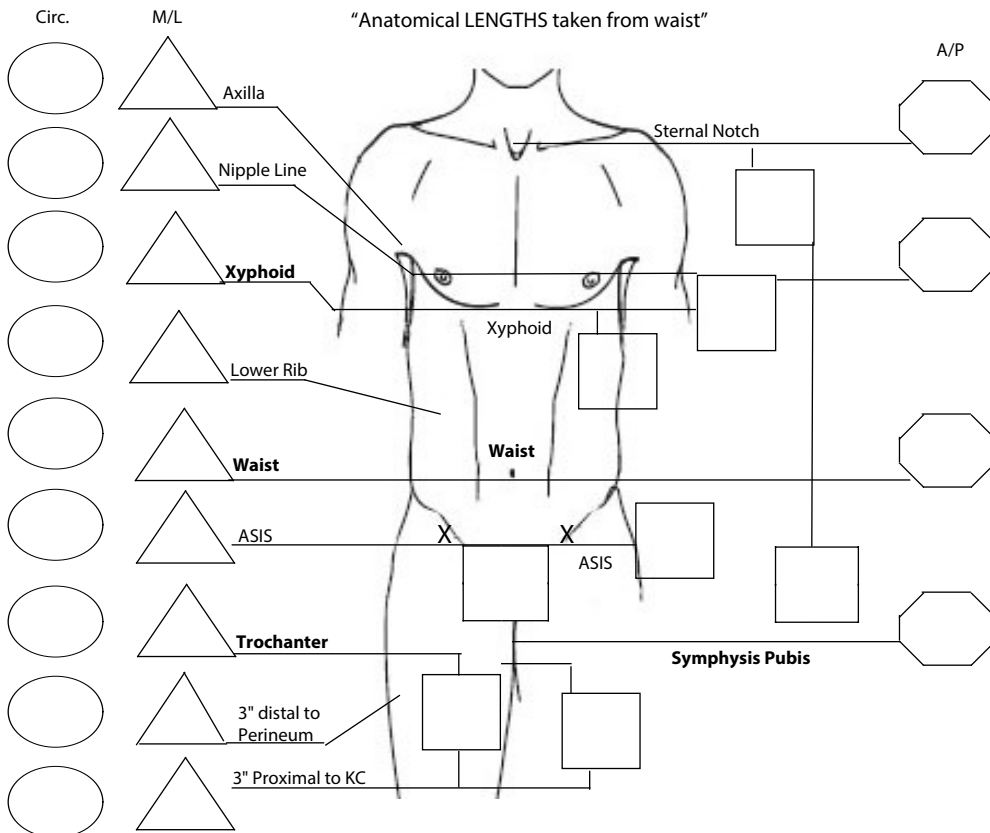 Circ.
M/L
“Anatomical LENGTHS taken from waist”
A/P
Axilla
Sternal Notch
Nipple Line
Xyphoid
Xyphoid
Lower Rib
Waist
Waist
X
X
ASIS
ASIS
Trochanter
Symphysis Pubis
3" distal to
Perineum
3" Proximal to KC